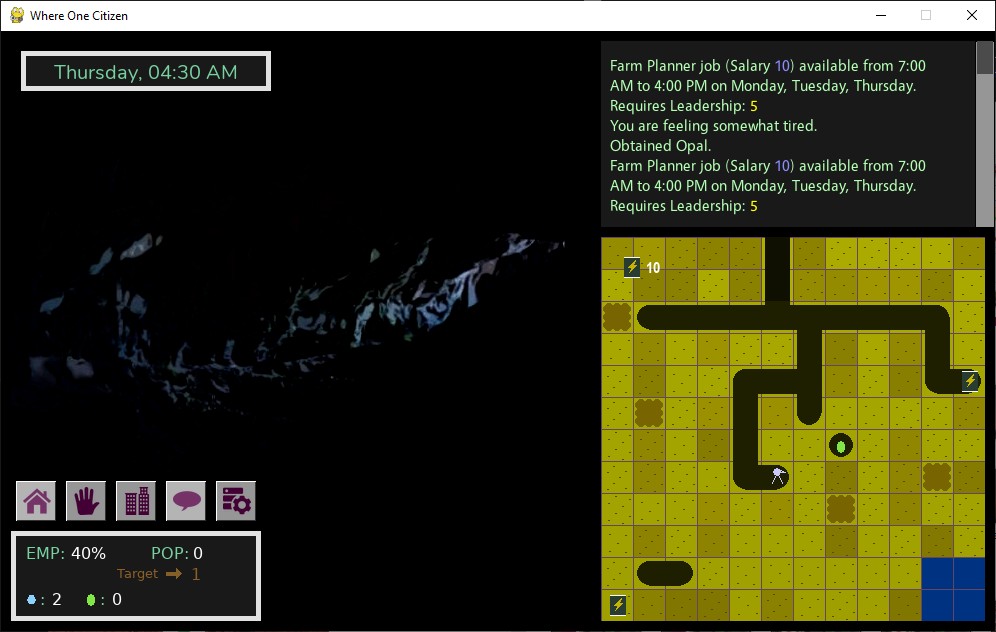 Where One Citizen
Thursday, 04:30 AM
Farm Planner job (Salary 10) available from 7:00
AM to 4:00 PM on Monday, Tuesday, Thursday.
Requires Leadership: 5
You are feeling somewhat tired.
Obtained Opal.
Farm Planner job (Salary 10) available from 7:00
AM to 4:00 PM on Monday, Tuesday, Thursday.
Requires Leadership: 5
10
EMP: 40% POP: 0
Target 1
: 2 : 0